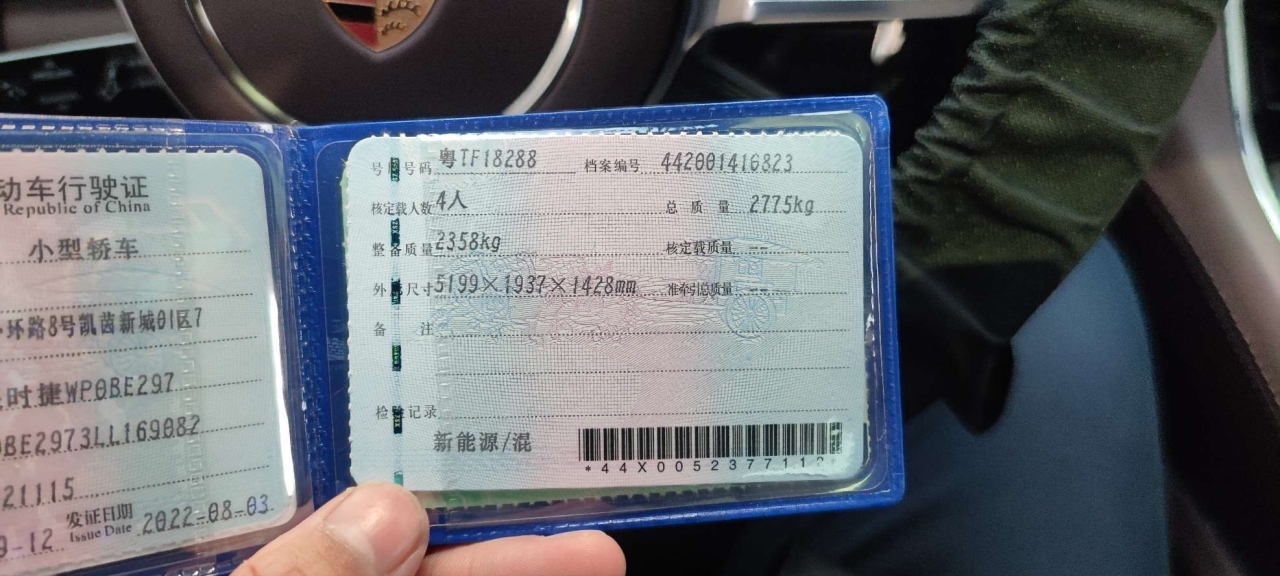 动车行驶证
Republic of China
小型轿车
环路8号凯茵新城01区7
时捷WP0BE297
BE2973LL169082
21115
发证日期
Issue Date
2022-08-03
9-12
号牌号码 粤TF18288 档案编号 442001416823
核定载人数 4人 总质量 2775kg
整备质量 2358kg 核定载质量 --
外廓尺寸 5199×1937×1428mm 准牵引总质量 --
备注
检验记录
新能源/混
*44X005237711